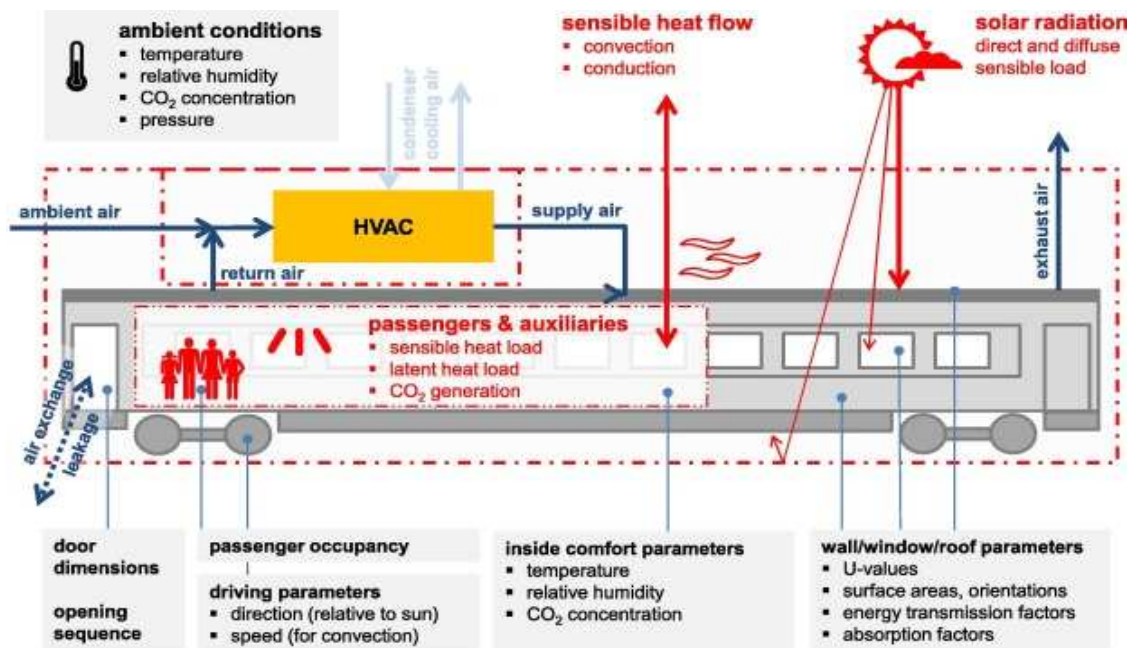 ambient conditions
▪ temperature
▪ relative humidity
▪ CO₂ concentration
▪ pressure
sensible heat flow
▪ convection
▪ conduction
solar radiation
direct and diffuse
sensible load
condenser
cooling air
ambient air
HVAC
supply air
exhaust air
return air
passengers & auxiliaries
▪ sensible heat load
▪ latent heat load
▪ CO₂ generation
air exchange
leakage
door
dimensions
opening
sequence
passenger occupancy
driving parameters
▪ direction (relative to sun)
▪ speed (for convection)
inside comfort parameters
▪ temperature
▪ relative humidity
▪ CO₂ concentration
wall/window/roof parameters
▪ U-values
▪ surface areas, orientations
▪ energy transmission factors
▪ absorption factors